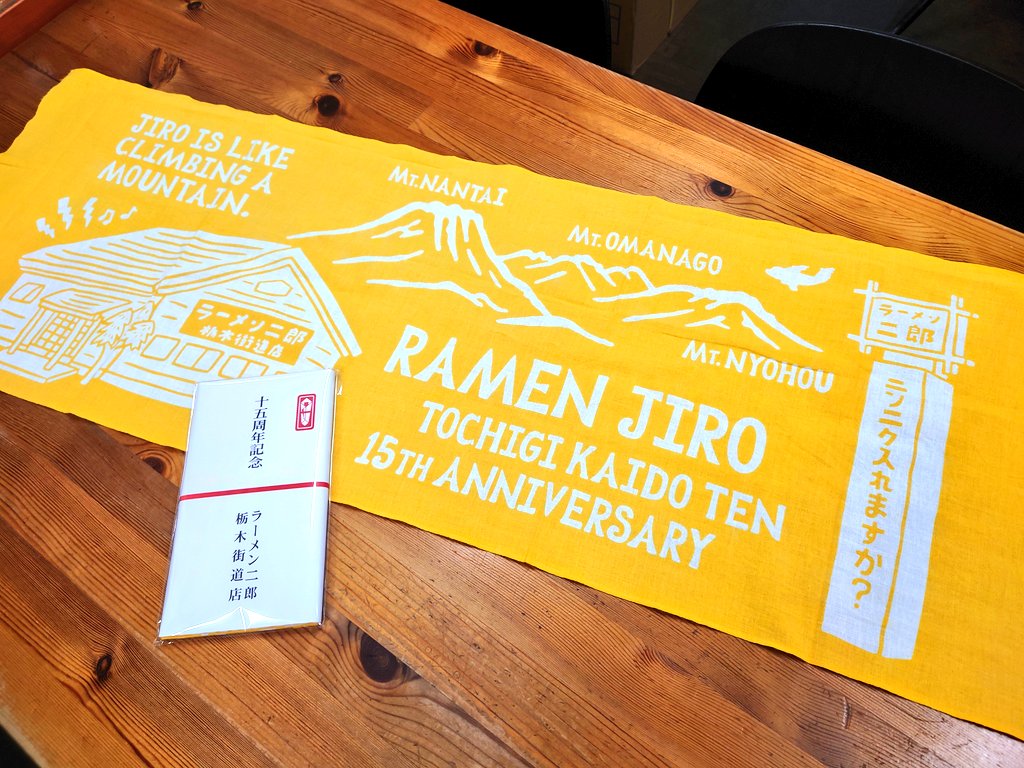 JIRO IS LIKE
CLIMBING A
MOUNTAIN.
MT.NANTAI
MT.OMANAGO
MT.NYOHOU
ラーメン二郎
栃木街道店
RAMEN JIRO
TOCHIGI KAIDO TEN
15TH ANNIVERSARY
ラーメン
二郎
ニンニク入れますか?
十五周年記念
ラーメン二郎
栃木街道店